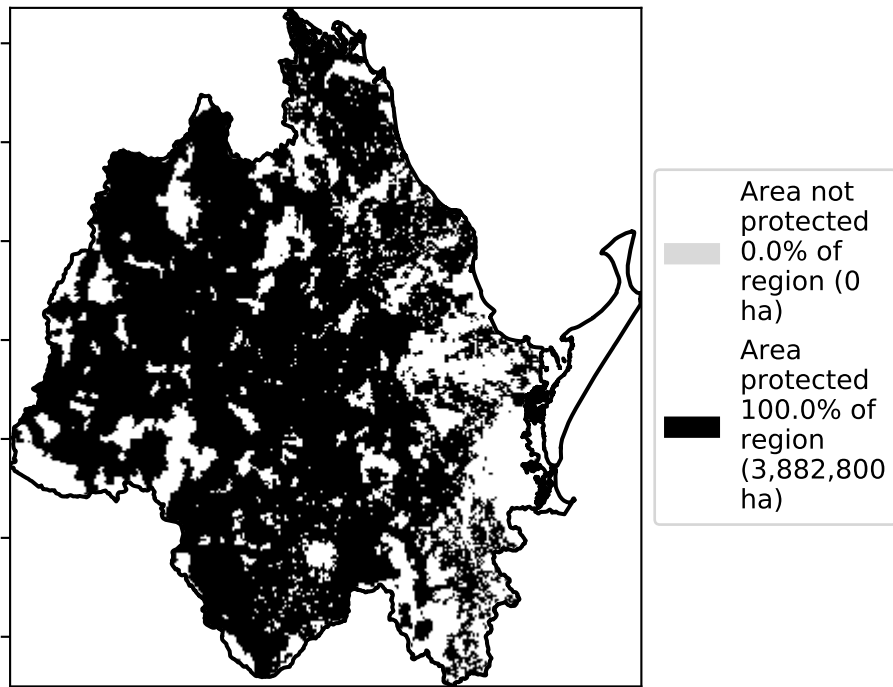 Area not
protected
0.0% of
region (0
ha)
Area
protected
100.0% of
region
(3,882,800
ha)